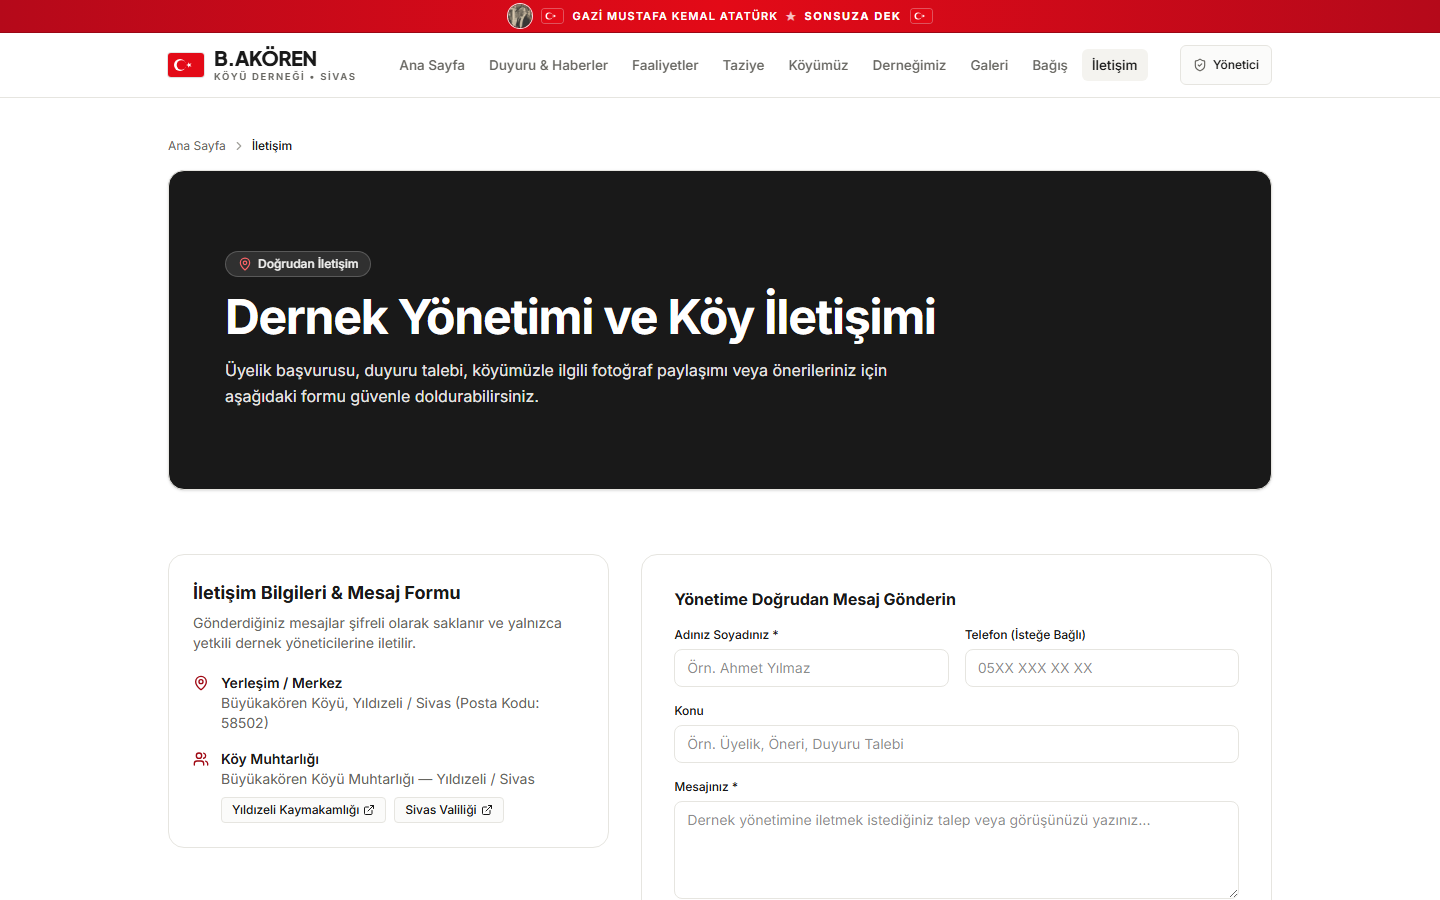 GAZİ MUSTAFA KEMAL ATATÜRK ★ SONSUZA DEK
B.AKÖREN
KÖYÜ DERNEĞİ • SİVAS
Ana Sayfa
Duyuru & Haberler
Faaliyetler
Taziye
Köyümüz
Derneğimiz
Galeri
Bağış
İletişim
Yönetici
Ana Sayfa > İletişim
Doğrudan İletişim
Dernek Yönetimi ve Köy İletişimi
Üyelik başvurusu, duyuru talebi, köyümüzle ilgili fotoğraf paylaşımı veya önerileriniz için
aşağıdaki formu güvenle doldurabilirsiniz.
İletişim Bilgileri & Mesaj Formu
Gönderdiğiniz mesajlar şifreli olarak saklanır ve yalnızca
yetkili dernek yöneticilerine iletilir.
Yerleşim / Merkez
Büyükakören Köyü, Yıldızeli / Sivas (Posta Kodu:
58502)
Köy Muhtarlığı
Büyükakören Köyü Muhtarlığı — Yıldızeli / Sivas
Yıldızeli Kaymakamlığı
Sivas Valiliği
Yönetime Doğrudan Mesaj Gönderin
Adınız Soyadınız *
Örn. Ahmet Yılmaz
Telefon (İsteğe Bağlı)
05XX XXX XX XX
Konu
Örn. Üyelik, Öneri, Duyuru Talebi
Mesajınız *
Dernek yönetimine iletmek istediğiniz talep veya görüşünüzü yazınız...